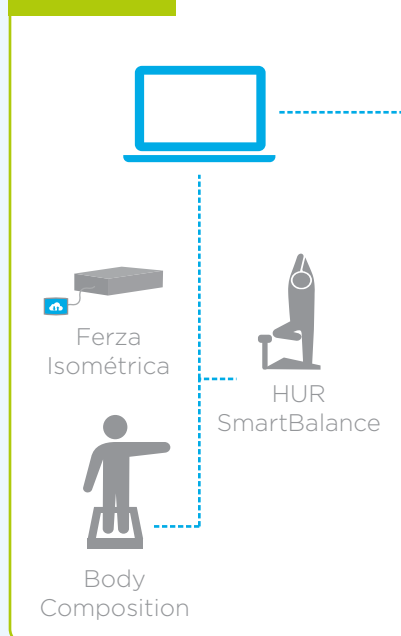 Ferza
Isométrica
HUR
SmartBalance
Body
Composition